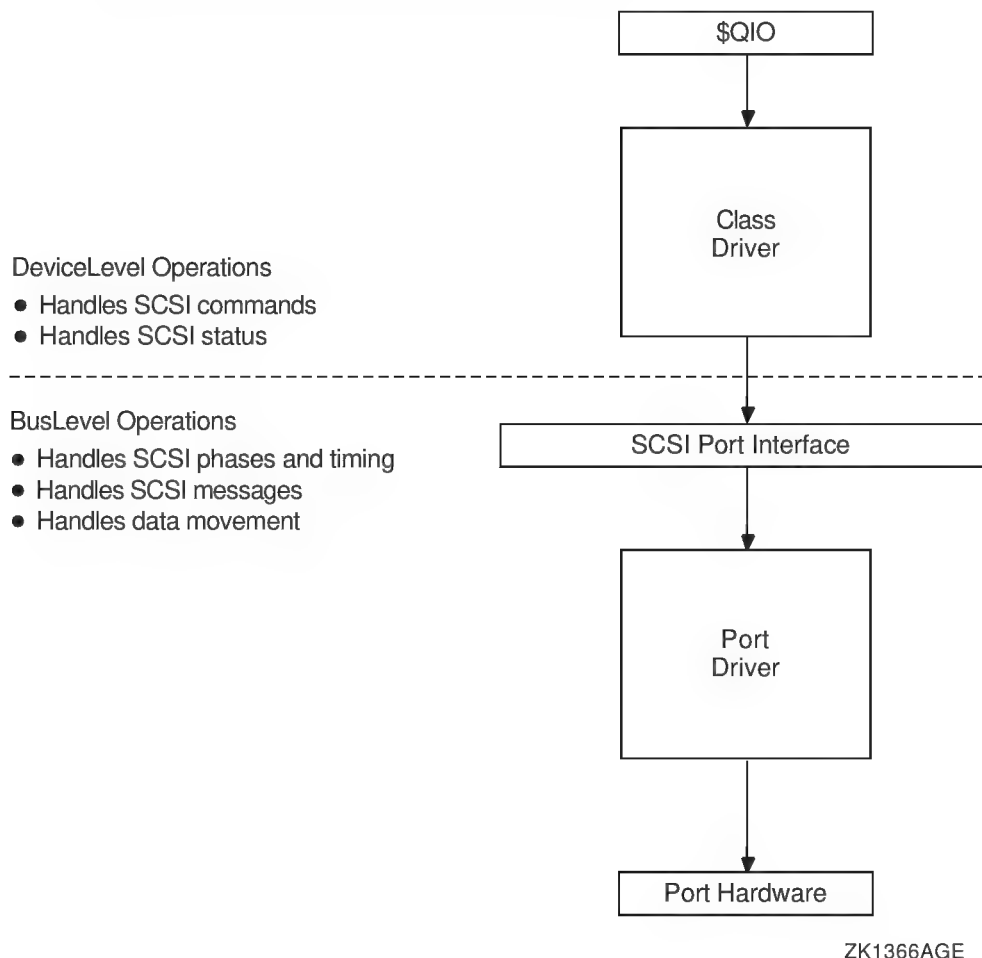 $QIO
Class
Driver
DeviceLevel Operations
• Handles SCSI commands
• Handles SCSI status
BusLevel Operations
• Handles SCSI phases and timing
• Handles SCSI messages
• Handles data movement
SCSI Port Interface
Port
Driver
Port Hardware
ZK1366AGE